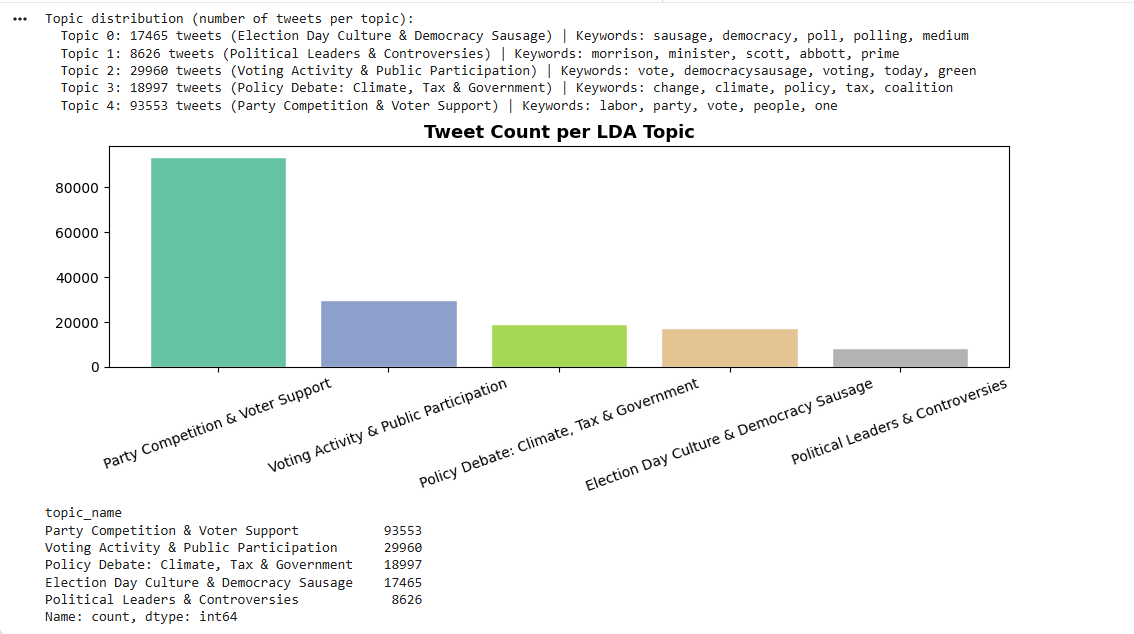 Topic distribution (number of tweets per topic):
Topic 0: 17465 tweets (Election Day Culture & Democracy Sausage) | Keywords: sausage, democracy, poll, polling, medium
Topic 1: 8626 tweets (Political Leaders & Controversies) | Keywords: morrison, minister, scott, abbott, prime
Topic 2: 29960 tweets (Voting Activity & Public Participation) | Keywords: vote, democracysausage, voting, today, green
Topic 3: 18997 tweets (Policy Debate: Climate, Tax & Government) | Keywords: change, climate, policy, tax, coalition
Topic 4: 93553 tweets (Party Competition & Voter Support) | Keywords: labor, party, vote, people, one
Tweet Count per LDA Topic
80000
60000
40000
20000
0
Party Competition & Voter Support
Voting Activity & Public Participation
Policy Debate: Climate, Tax & Government
Election Day Culture & Democracy Sausage
Political Leaders & Controversies
topic_name
Party Competition & Voter Support 93553
Voting Activity & Public Participation 29960
Policy Debate: Climate, Tax & Government 18997
Election Day Culture & Democracy Sausage 17465
Political Leaders & Controversies 8626
Name: count, dtype: int64